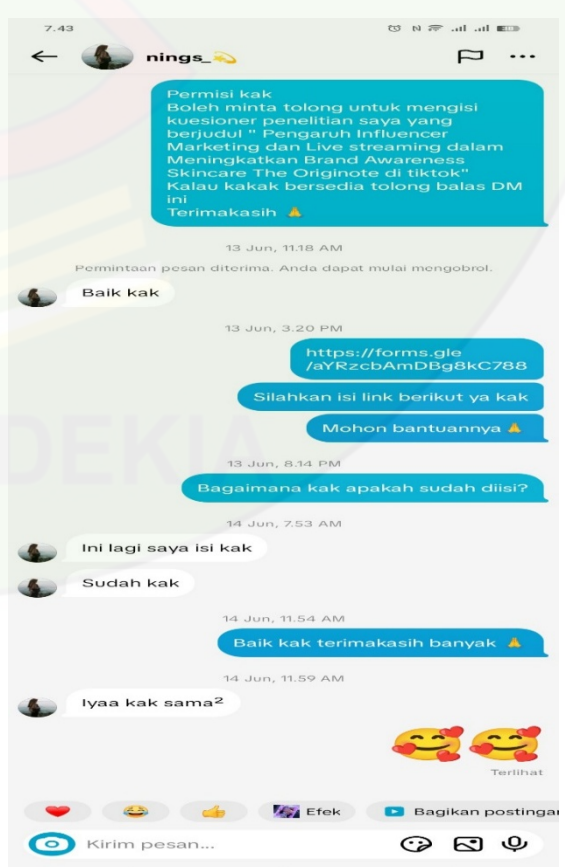 7.43
nings_💫
Permisi kak
Boleh minta tolong untuk mengisi
kuesioner penelitian saya yang
berjudul " Pengaruh Influencer
Marketing dan Live streaming dalam
Meningkatkan Brand Awareness
Skincare The Originote di tiktok"
Kalau kakak bersedia tolong balas DM
ini
Terimakasih 🙏
13 Jun, 11.18 AM
Permintaan pesan diterima. Anda dapat mulai mengobrol.
Baik kak
13 Jun, 3.20 PM
https://forms.gle
/aYRzcbAmDBg8kC788
Silahkan isi link berikut ya kak
Mohon bantuannya 🙏
DEKIA
13 Jun, 8.14 PM
Bagaimana kak apakah sudah diisi?
14 Jun, 7.53 AM
Ini lagi saya isi kak
Sudah kak
14 Jun, 11.54 AM
Baik kak terimakasih banyak 🙏
14 Jun, 11.59 AM
Iyaa kak sama²
🥰🥰
Terlihat
Efek
Bagikan postingan
Kirim pesan...